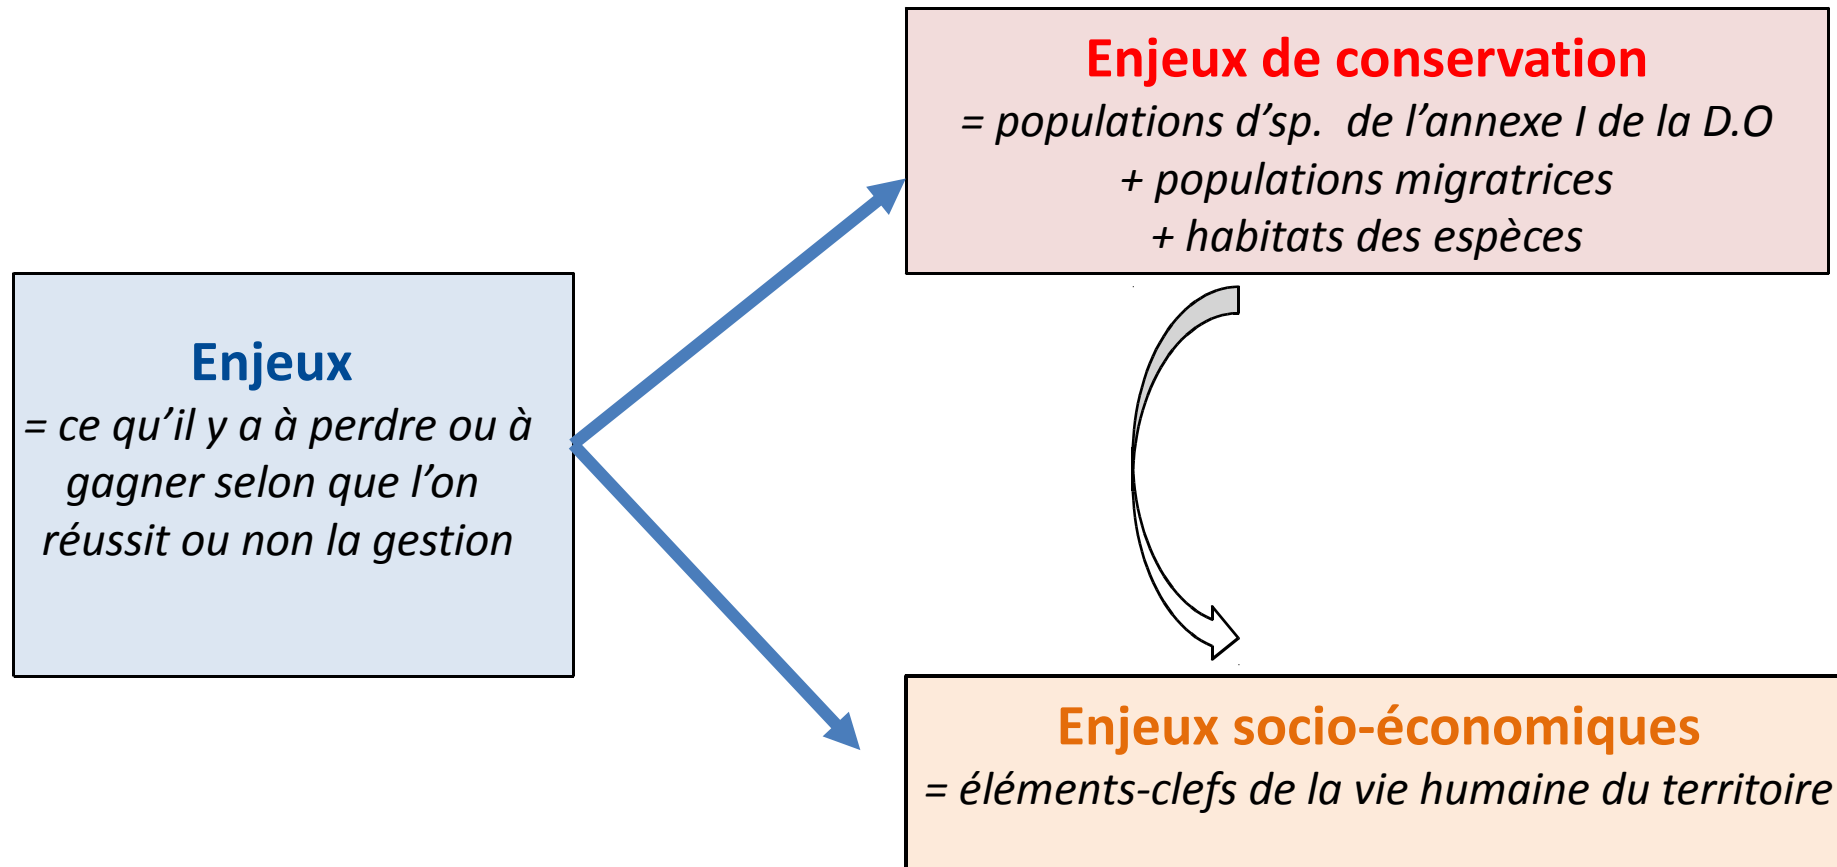 Enjeux de conservation
= populations d’sp. de l’annexe I de la D.O
+ populations migratrices
+ habitats des espèces
Enjeux
= ce qu’il y a à perdre ou à
gagner selon que l’on
réussit ou non la gestion
Enjeux socio-économiques
= éléments-clefs de la vie humaine du territoire